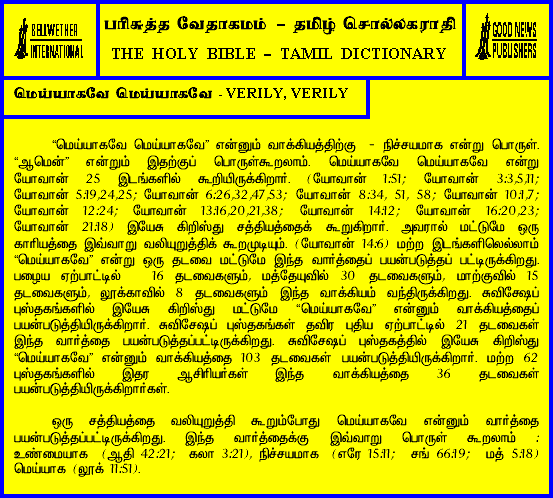 BELLWETHER
INTERNATIONAL
பரிசுத்த வேதாகமம் – தமிழ் சொல்லகராதி
THE HOLY BIBLE – TAMIL DICTIONARY
GOOD NEWS
PUBLISHERS
மெய்யாகவே மெய்யாகவே - VERILY, VERILY
“மெய்யாகவே மெய்யாகவே” என்னும் வாக்கியத்திற்கு - நிச்சயமாக என்று பொருள்.
“ஆமென்” என்றும் இதற்குப் பொருள்கூறலாம். மெய்யாகவே மெய்யாகவே என்று
யோவான் 25 இடங்களில் கூறியிருக்கிறார். (யோவான் 1:51; யோவான் 3:3,5,11;
யோவான் 5:19,24,25; யோவான் 6:26,32,47,53; யோவான் 8:34, 51, 58; யோவான் 10:1,7;
யோவான் 12:24; யோவான் 13:16,20,21,38; யோவான் 14:12; யோவான் 16:20,23;
யோவான் 21:18) இயேசு கிறிஸ்து சத்தியத்தைக் கூறுகிறார். அவரால் மட்டுமே ஒரு
காரியத்தை இவ்வாறு வலியுறுத்திக் கூறமுடியும். (யோவான் 14:6) மற்ற இடங்களிலெல்லாம்
“மெய்யாகவே” என்று ஒரு தடவை மட்டுமே இந்த வார்த்தைப் பயன்படுத்தப் பட்டிருக்கிறது.
பழைய ஏற்பாட்டில் 16 தடவைகளும், மத்தேயுவில் 30 தடவைகளும், மாற்குவில் 15
தடவைகளும், லூக்காவில் 8 தடவைகளும் இந்த வாக்கியம் வந்திருக்கிறது. சுவிசேஷப்
புஸ்தகங்களில் இயேசு கிறிஸ்து மட்டுமே “மெய்யாகவே” என்னும் வாக்கியத்தைப்
பயன்படுத்தியிருக்கிறார். சுவிசேஷப் புஸ்தகங்கள் தவிர புதிய ஏற்பாட்டில் 21 தடவைகள்
இந்த வார்த்தை பயன்படுத்தப்பட்டிருக்கிறது. சுவிசேஷப் புஸ்தகத்தில் இயேசு கிறிஸ்து
“மெய்யாகவே” என்னும் வாக்கியத்தை 103 தடவைகள் பயன்படுத்தியிருக்கிறார். மற்ற 62
புஸ்தகங்களில் இதர ஆசிரியர்கள் இந்த வாக்கியத்தை 36 தடவைகள்
பயன்படுத்தியிருக்கிறார்கள்.
ஒரு சத்தியத்தை வலியுறுத்தி கூறும்போது மெய்யாகவே என்னும் வார்த்தை
பயன்படுத்தப்பட்டிருக்கிறது. இந்த வார்த்தைக்கு இவ்வாறு பொருள் கூறலாம் :
உண்மையாக (ஆதி 42:21; கலா 3:21), நிச்சயமாக (எரே 15:11; சங் 66:19; மத் 5:18)
மெய்யாக (லூக் 11:51).